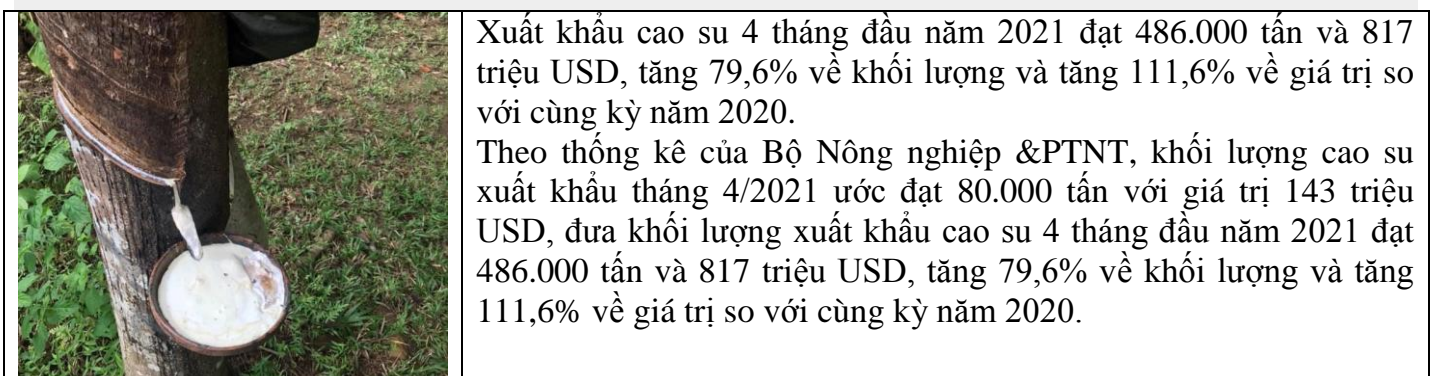 Xuất khẩu cao su 4 tháng đầu năm 2021 đạt 486.000 tấn và 817
triệu USD, tăng 79,6% về khối lượng và tăng 111,6% về giá trị so
với cùng kỳ năm 2020.
Theo thống kê của Bộ Nông nghiệp &PTNT, khối lượng cao su
xuất khẩu tháng 4/2021 ước đạt 80.000 tấn với giá trị 143 triệu
USD, đưa khối lượng xuất khẩu cao su 4 tháng đầu năm 2021 đạt
486.000 tấn và 817 triệu USD, tăng 79,6% về khối lượng và tăng
111,6% về giá trị so với cùng kỳ năm 2020.